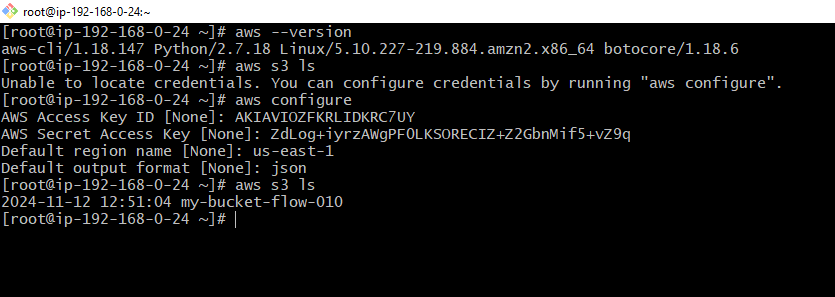 root@ip-192-168-0-24:~
[root@ip-192-168-0-24 ~]# aws --version
aws-cli/1.18.147 Python/2.7.18 Linux/5.10.227-219.884.amzn2.x86_64 botocore/1.18.6
[root@ip-192-168-0-24 ~]# aws s3 ls
Unable to locate credentials. You can configure credentials by running "aws configure".
[root@ip-192-168-0-24 ~]# aws configure
AWS Access Key ID [None]: AKIAVIOZFKRLIDKRC7UY
AWS Secret Access Key [None]: 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
Default region name [None]: us-east-1
Default output format [None]: json
[root@ip-192-168-0-24 ~]# aws s3 ls
2024-11-12 12:51:04 my-bucket-flow-010
[root@ip-192-168-0-24 ~]#